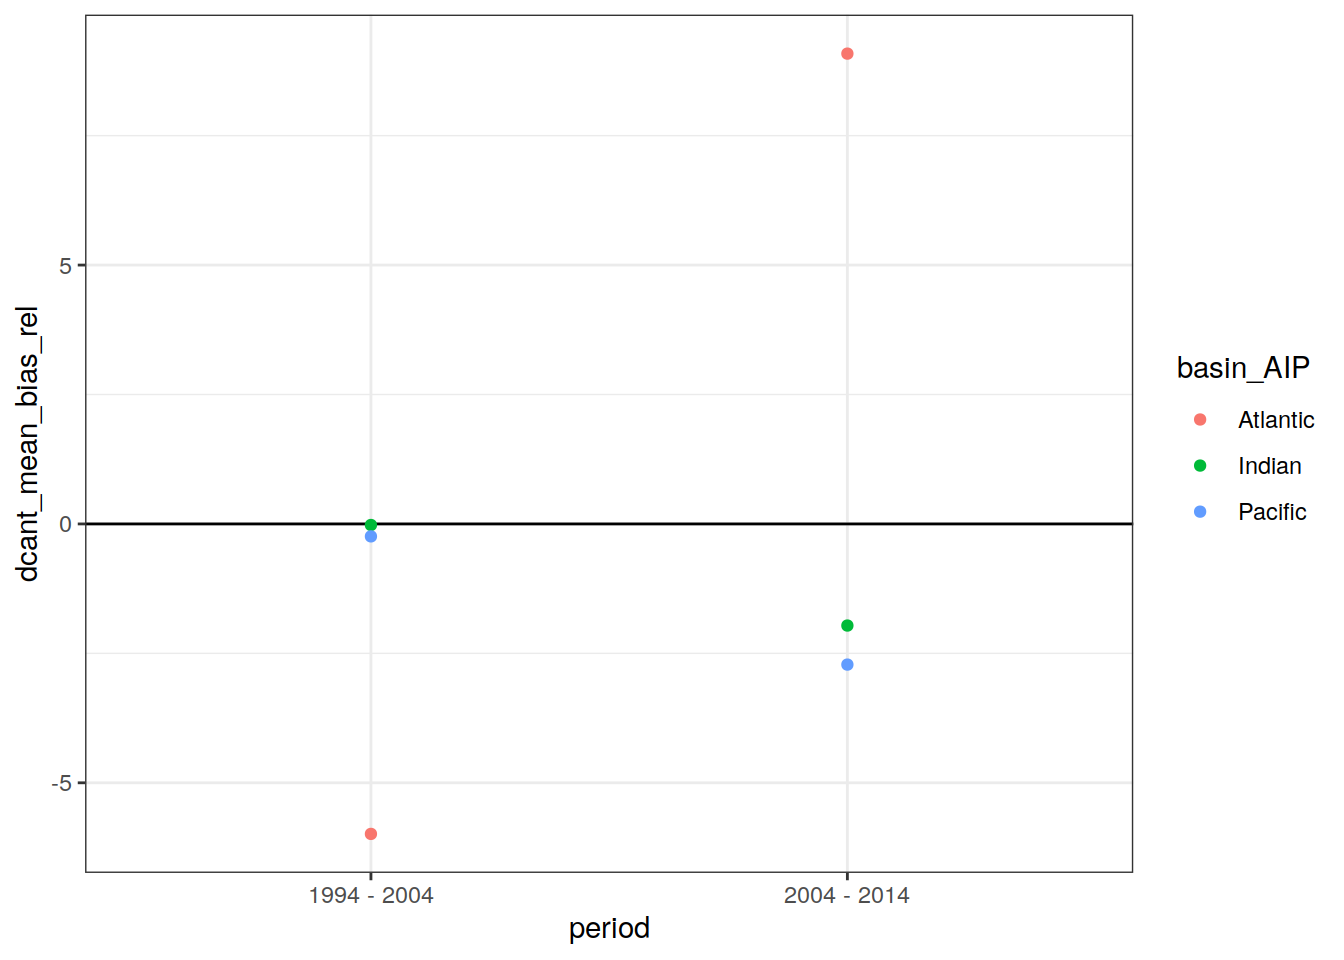 dcant_mean_bias_rel
5
0
-5
1994 - 2004
2004 - 2014
period
basin_AIP
Atlantic
Indian
Pacific